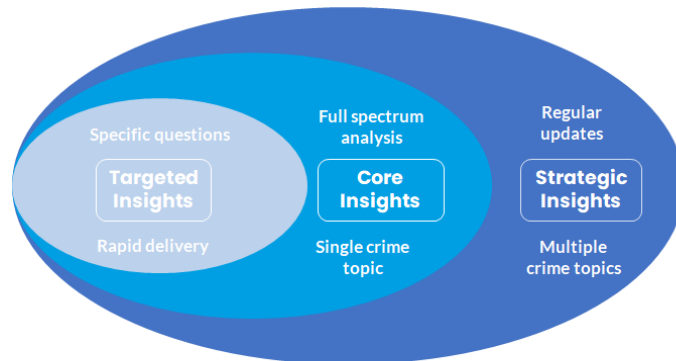 Specific questions
Targeted
Insights
Rapid delivery
Full spectrum
analysis
Core
Insights
Single crime
topic
Regular
updates
Strategic
Insights
Multiple
crime topics